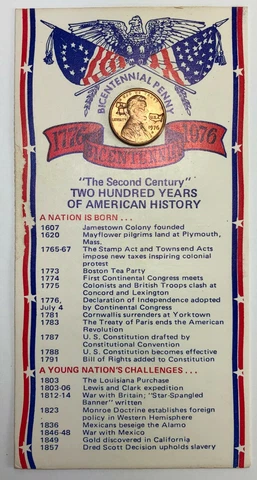 BICENTENNIAL PENNY
1976
1776 1976
BICENTENNIAL
"The Second Century"
TWO HUNDRED YEARS
OF AMERICAN HISTORY
A NATION IS BORN . . .
1607 Jamestown Colony founded
1620 Mayflower pilgrims land at Plymouth,
Mass.
1765-67 The Stamp Act and Townsend Acts
impose new taxes inspiring colonial
protest
1773 Boston Tea Party
1774 First Continental Congress meets
1775 Colonists and British Troops clash at
Concord and Lexington
1776, Declaration of Independence adopted
July 4 by Continental Congress
1781 Cornwallis surrenders at Yorktown
1783 The Treaty of Paris ends the American
Revolution
1787 U.S. Constitution drafted by
Constitutional Convention
1788 U.S. Constitution becomes effective
1791 Bill of Rights added to Constitution
A YOUNG NATION'S CHALLENGES . . .
1803 The Louisiana Purchase
1803-06 Lewis and Clark expedition
1812-14 War with Britain; "Star-Spangled
Banner" written
1823 Monroe Doctrine establishes foreign
policy in Western Hemisphere
1836 Mexicans beseige the Alamo
1846-48 War with Mexico
1849 Gold discovered in California
1857 Dred Scott Decision upholds slavery